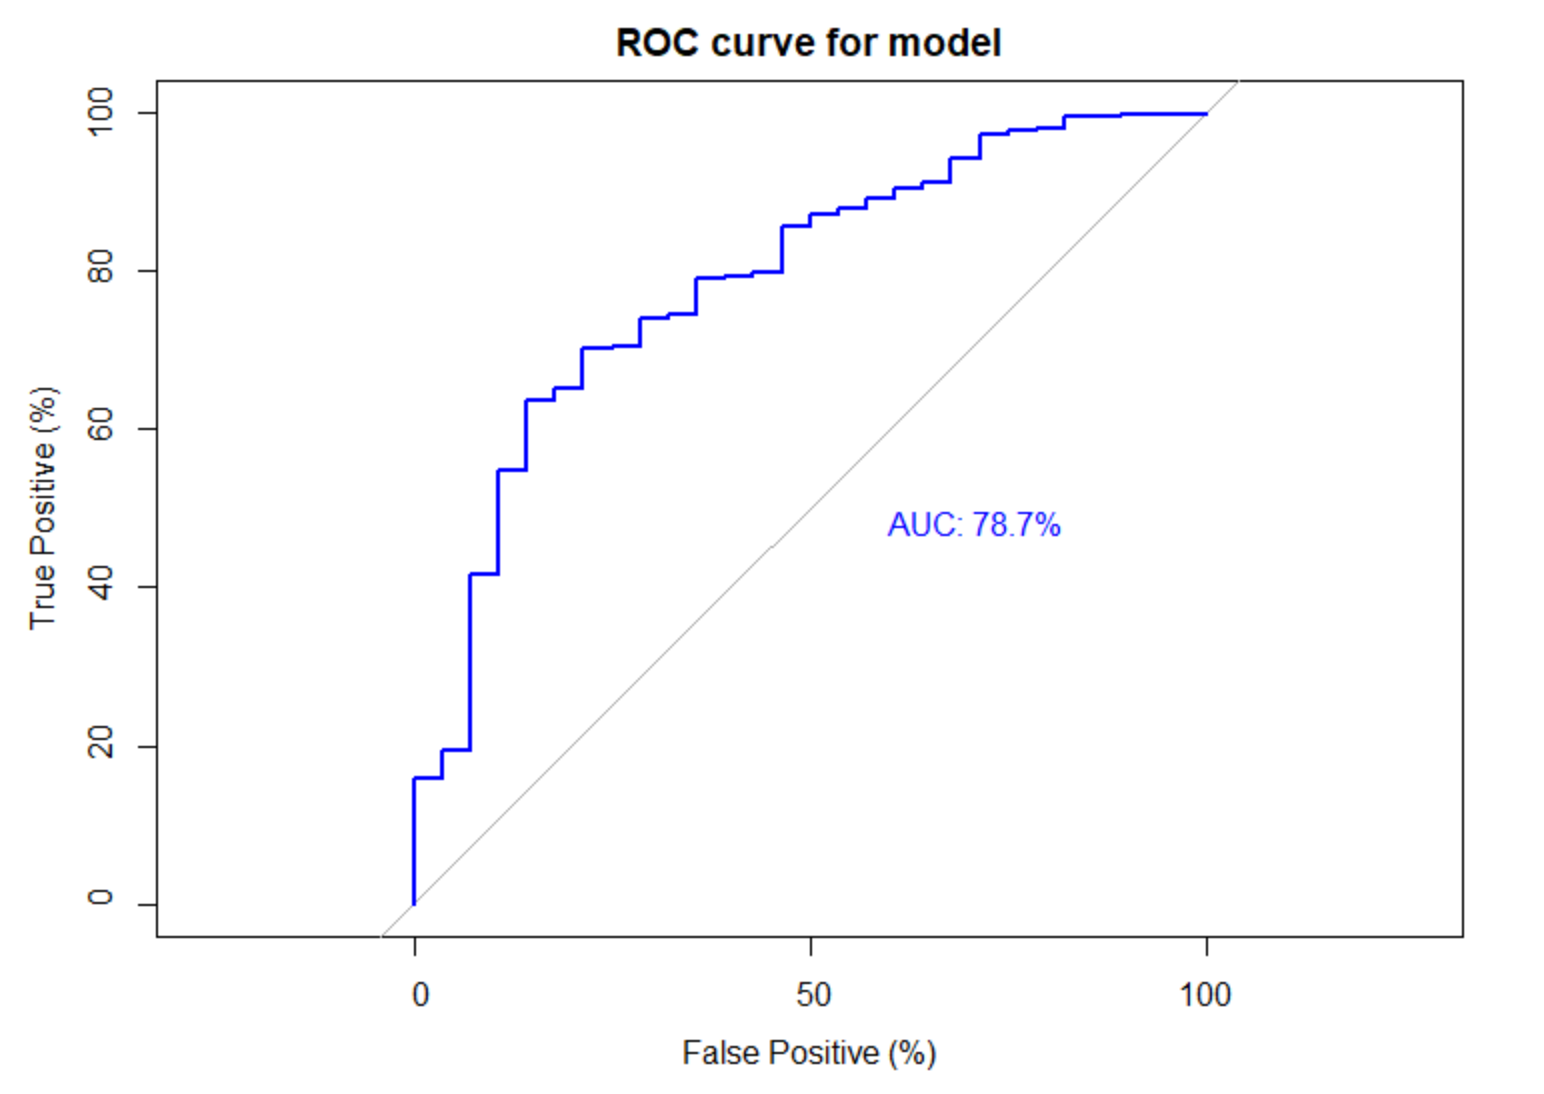 ROC curve for model
True Positive (%)
100
80
60
40
20
0
AUC: 78.7%
0 50 100
False Positive (%)